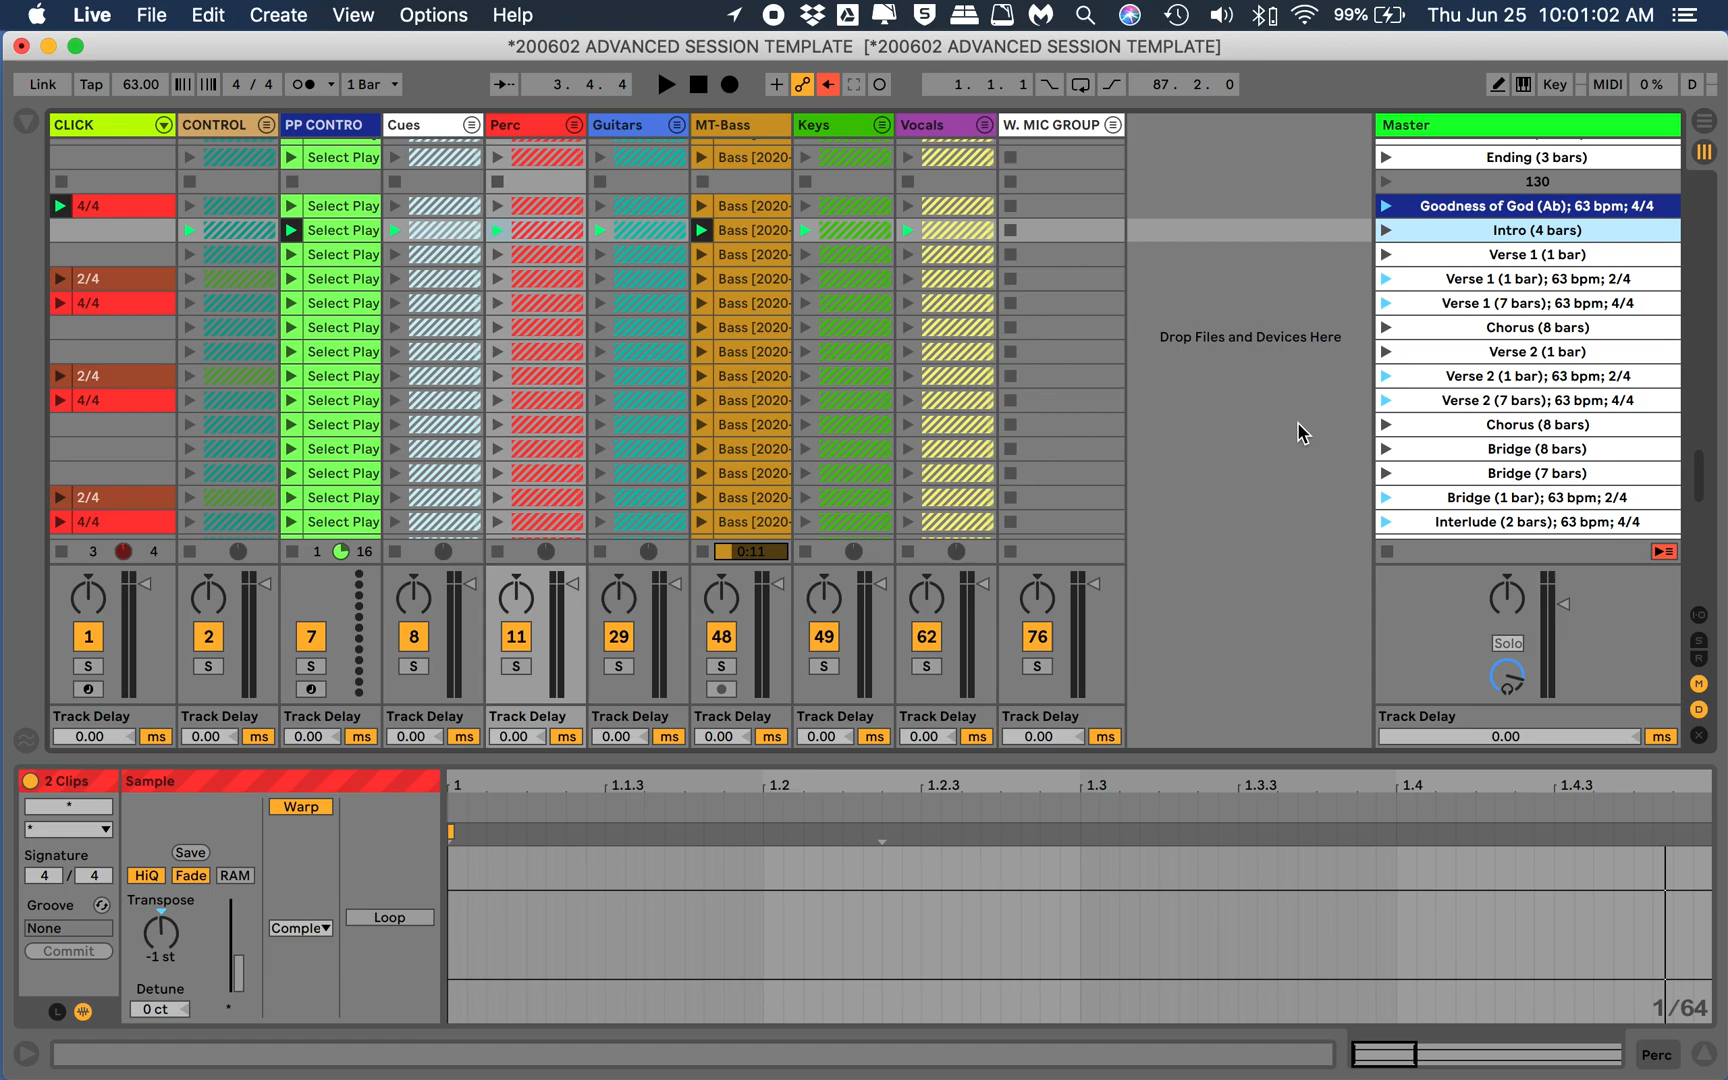 Live File Edit Create View Options Help 99% Thu Jun 25 10:01:02 AM
*200602 ADVANCED SESSION TEMPLATE [*200602 ADVANCED SESSION TEMPLATE]
Link Tap 63.00 4 / 4 1 Bar 3. 4. 4 1. 1. 1 87. 2. 0 Key MIDI 0 % D
CLICK CONTROL PP CONTRO Cues Perc Guitars MT-Bass Keys Vocals W. MIC GROUP Master
Select Play Bass [2020- Ending (3 bars)
130
4/4 Select Play Bass [2020- Goodness of God (Ab); 63 bpm; 4/4
Select Play Bass [2020- Intro (4 bars)
Select Play Bass [2020- Verse 1 (1 bar)
2/4 Select Play Bass [2020- Verse 1 (1 bar); 63 bpm; 2/4
4/4 Select Play Bass [2020- Verse 1 (7 bars); 63 bpm; 4/4
Select Play Bass [2020- Drop Files and Devices Here Chorus (8 bars)
Select Play Bass [2020- Verse 2 (1 bar)
2/4 Select Play Bass [2020- Verse 2 (1 bar); 63 bpm; 2/4
4/4 Select Play Bass [2020- Verse 2 (7 bars); 63 bpm; 4/4
Select Play Bass [2020- Chorus (8 bars)
Select Play Bass [2020- Bridge (8 bars)
Select Play Bass [2020- Bridge (7 bars)
2/4 Select Play Bass [2020- Bridge (1 bar); 63 bpm; 2/4
4/4 Select Play Bass [2020- Interlude (2 bars); 63 bpm; 4/4
3 4 1 16 0:11
1 2 7 8 11 29 48 49 62 76 Solo
S S S S S S S S S S
Track Delay Track Delay Track Delay Track Delay Track Delay Track Delay Track Delay Track Delay Track Delay Track Delay Track Delay
0.00 ms 0.00 ms 0.00 ms 0.00 ms 0.00 ms 0.00 ms 0.00 ms 0.00 ms 0.00 ms 0.00 ms 0.00 ms
I·O
S
R
M
D
2 Clips Sample 1 1.1.3 1.2 1.2.3 1.3 1.3.3 1.4 1.4.3
* Warp
*
Signature Save
4 / 4 HiQ Fade RAM
Groove Transpose
None Comple Loop
Commit -1 st
Detune
L 0 ct * 1/64
Perc